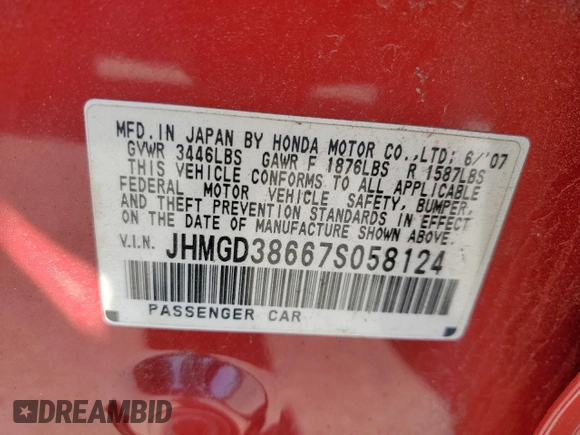 MFD.IN JAPAN BY HONDA MOTOR CO.,LTD; 6/'07
GVWR 3446LBS GAWR F 1876LBS R 1587LBS
THIS VEHICLE CONFORMS TO ALL APPLICABLE
FEDERAL MOTOR VEHICLE SAFETY, BUMPER,
AND THEFT PREVENTION STANDARDS IN EFFECT
ON THE DATE OF MANUFACTURE SHOWN ABOVE.
V.I.N. JHMGD38667S058124
PASSENGER CAR
DREAMBID